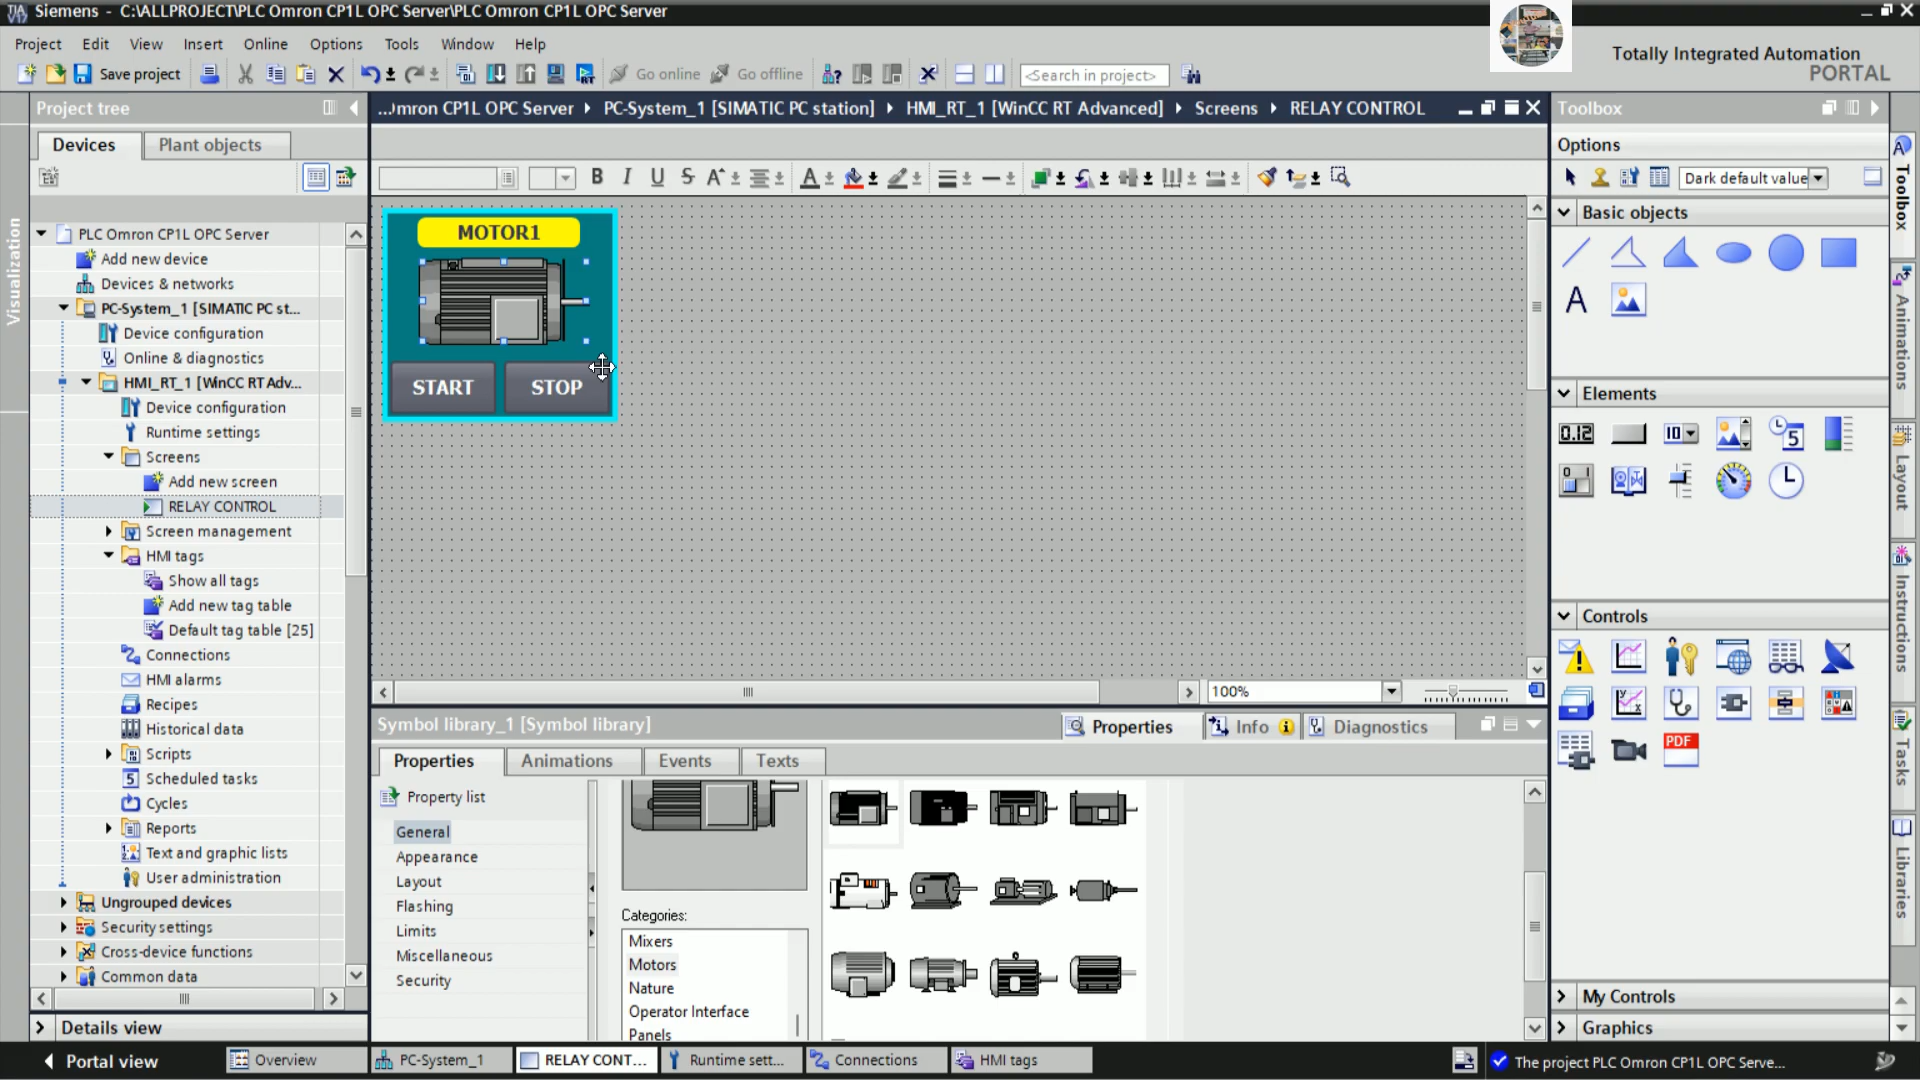 Siemens - C:\ALLPROJECT\PLC Omron CP1L OPC Server\PLC Omron CP1L OPC Server
Project Edit View Insert Online Options Tools Window Help
Totally Integrated Automation
PORTAL
Save project
Go online
Go offline
<Search in project>
Project tree
...Omron CP1L OPC Server
PC-System_1 [SIMATIC PC station]
HMI_RT_1 [WinCC RT Advanced]
Screens
RELAY CONTROL
Toolbox
Devices
Plant objects
Options
Dark default value
Visualization
PLC Omron CP1L OPC Server
Add new device
Devices & networks
PC-System_1 [SIMATIC PC st...
Device configuration
Online & diagnostics
HMI_RT_1 [WinCC RT Adv...
Device configuration
Runtime settings
Screens
Add new screen
RELAY CONTROL
Screen management
HMI tags
Show all tags
Add new tag table
Default tag table [25]
Connections
HMI alarms
Recipes
Historical data
Scripts
Scheduled tasks
Cycles
Reports
Text and graphic lists
User administration
Ungrouped devices
Security settings
Cross-device functions
Common data
Details view
MOTOR1
START
STOP
100%
Symbol library_1 [Symbol library]
Properties
Info
Diagnostics
Properties
Animations
Events
Texts
Property list
General
Appearance
Layout
Flashing
Limits
Miscellaneous
Security
Categories:
Mixers
Motors
Nature
Operator Interface
Panels
Basic objects
A
Elements
0.12
10
5
Controls
PDF
My Controls
Graphics
Toolbox
Animations
Layout
Instructions
Tasks
Libraries
Portal view
Overview
PC-System_1
RELAY CONT...
Runtime sett...
Connections
HMI tags
The project PLC Omron CP1L OPC Serve...